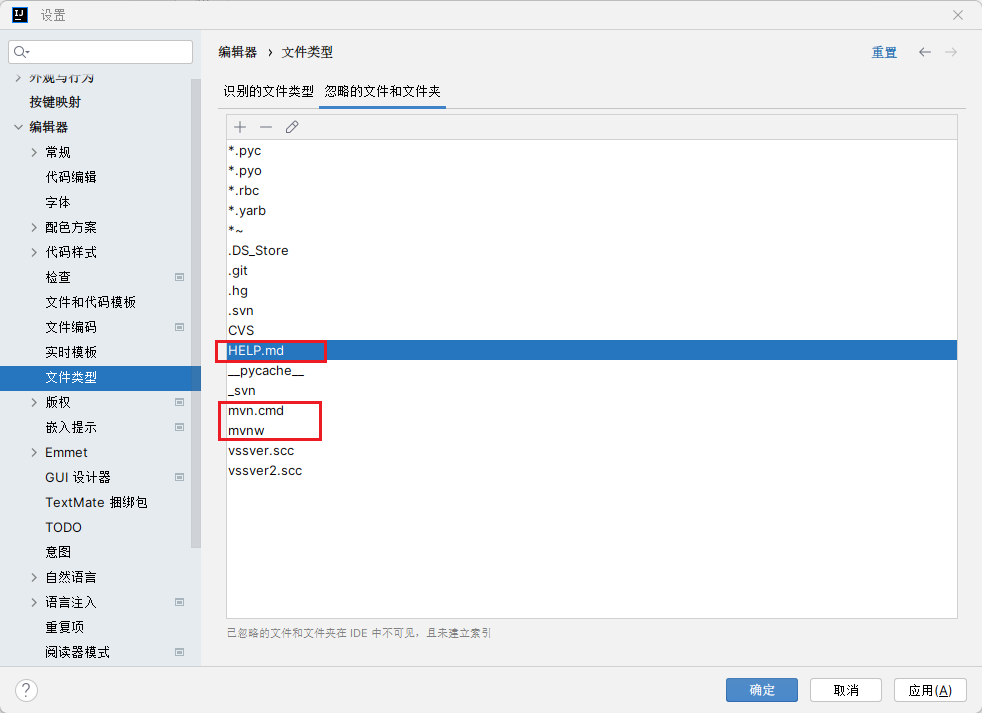 设置
外观与行为
按键映射
编辑器
常规
代码编辑
字体
配色方案
代码样式
检查
文件和代码模板
文件编码
实时模板
文件类型
版权
嵌入提示
Emmet
GUI 设计器
TextMate 捆绑包
TODO
意图
自然语言
语言注入
重复项
阅读器模式
编辑器 › 文件类型
重置
识别的文件类型 忽略的文件和文件夹
*.pyc
*.pyo
*.rbc
*.yarb
*~
.DS_Store
.git
.hg
.svn
CVS
HELP.md
__pycache__
_svn
mvn.cmd
mvnw
vssver.scc
vssver2.scc
已忽略的文件和文件夹在 IDE 中不可见，且未建立索引
?
确定 取消 应用(A)